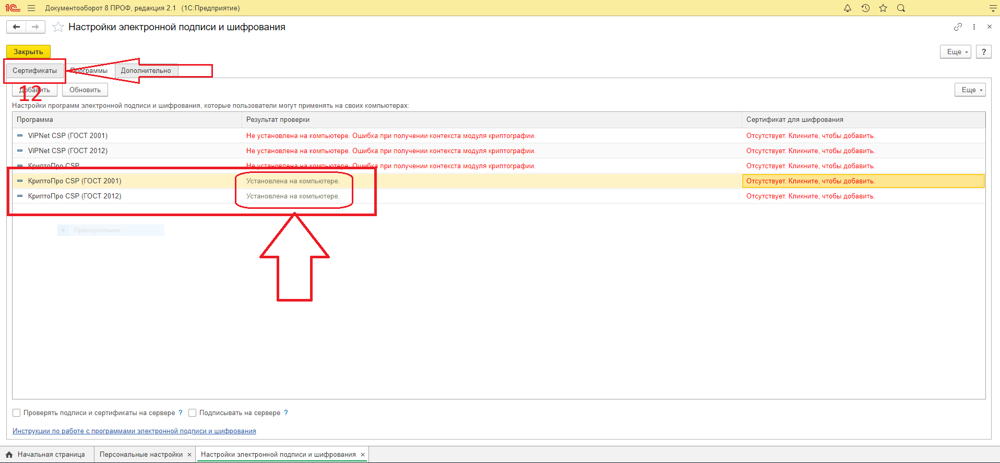 1С Документооборот 8 ПРОФ, редакция 2.1 (1С:Предприятие)
Настройки электронной подписи и шифрования
Закрыть
Еще
?
Сертификаты
Программы
Дополнительно
12
Добавить
Обновить
Еще
Настройки программ электронной подписи и шифрования, которые пользователи могут применять на своих компьютерах:
Программа Результат проверки Сертификат для шифрования
ViPNet CSP (ГОСТ 2001) Не установлена на компьютере. Ошибка при получении контекста модуля криптографии. Отсутствует. Кликните, чтобы добавить.
ViPNet CSP (ГОСТ 2012) Не установлена на компьютере. Ошибка при получении контекста модуля криптографии. Отсутствует. Кликните, чтобы добавить.
КриптоПро CSP Не установлена на компьютере. Ошибка при получении контекста модуля криптографии. Отсутствует. Кликните, чтобы добавить.
КриптоПро CSP (ГОСТ 2001) Установлена на компьютере. Отсутствует. Кликните, чтобы добавить.
КриптоПро CSP (ГОСТ 2012) Установлена на компьютере. Отсутствует. Кликните, чтобы добавить.
Прямоугольник
Проверять подписи и сертификаты на сервере ? Подписывать на сервере ?
Инструкции по работе с программами электронной подписи и шифрования
Начальная страница Персональные настройки × Настройки электронной подписи и шифрования ×